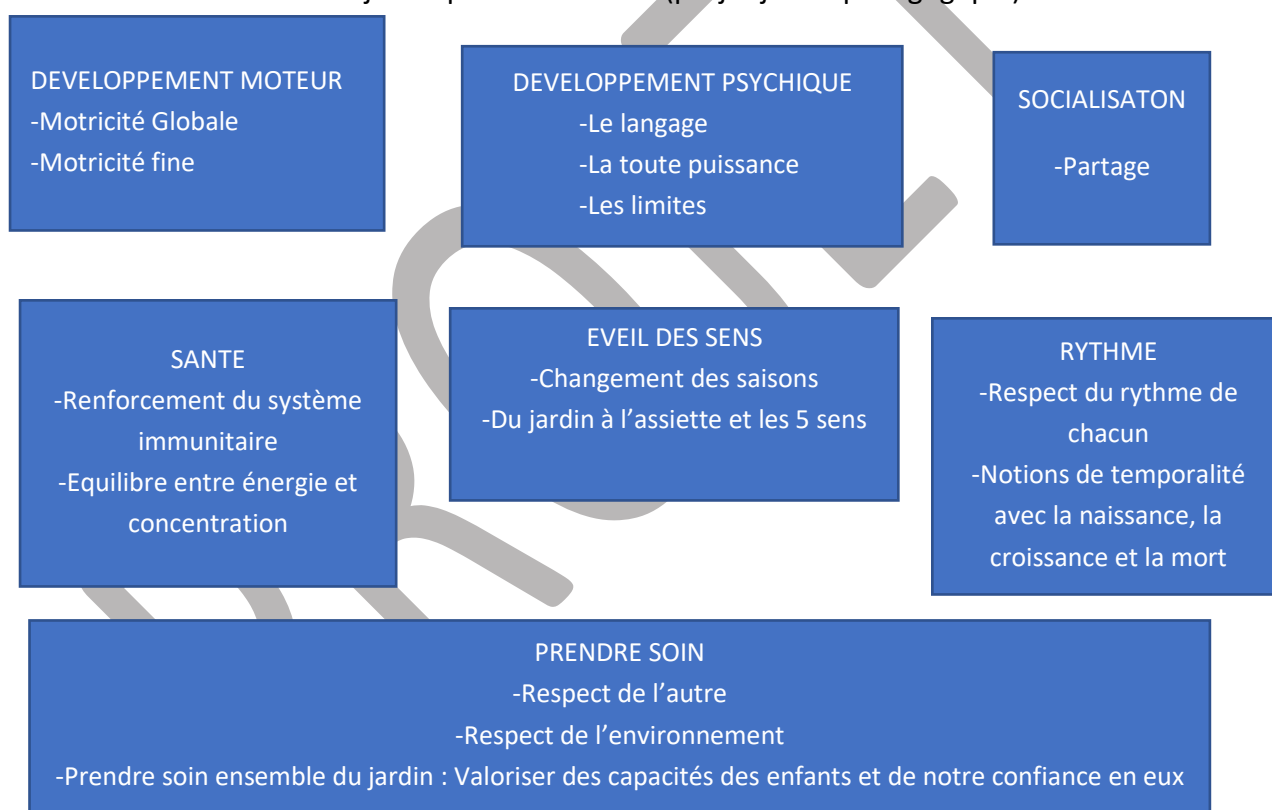 DEVELOPPEMENT MOTEUR
-Motricité Globale
-Motricité fine
DEVELOPPEMENT PSYCHIQUE
-Le langage
-La toute puissance
-Les limites
SOCIALISATON
-Partage
SANTE
-Renforcement du système
immunitaire
-Equilibre entre énergie et
concentration
EVEIL DES SENS
-Changement des saisons
-Du jardin à l’assiette et les 5 sens
RYTHME
-Respect du rythme de
chacun
-Notions de temporalité
avec la naissance, la
croissance et la mort
PRENDRE SOIN
-Respect de l’autre
-Respect de l’environnement
-Prendre soin ensemble du jardin : Valoriser des capacités des enfants et de notre confiance en eux